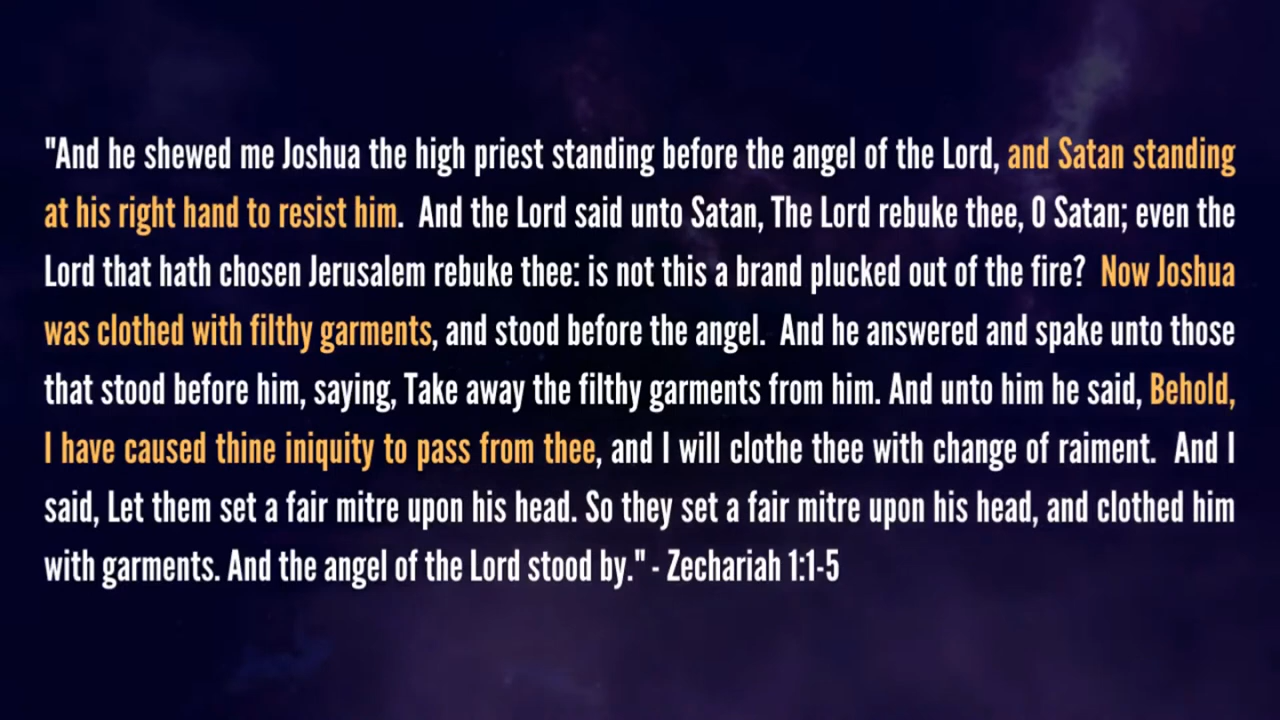 "And he shewed me Joshua the high priest standing before the angel of the Lord, and Satan standing
at his right hand to resist him.  And the Lord said unto Satan, The Lord rebuke thee, O Satan; even the
Lord that hath chosen Jerusalem rebuke thee: is not this a brand plucked out of the fire?  Now Joshua
was clothed with filthy garments, and stood before the angel.  And he answered and spake unto those
that stood before him, saying, Take away the filthy garments from him. And unto him he said, Behold,
I have caused thine iniquity to pass from thee, and I will clothe thee with change of raiment.  And I
said, Let them set a fair mitre upon his head. So they set a fair mitre upon his head, and clothed him
with garments. And the angel of the Lord stood by." - Zechariah 1:1-5